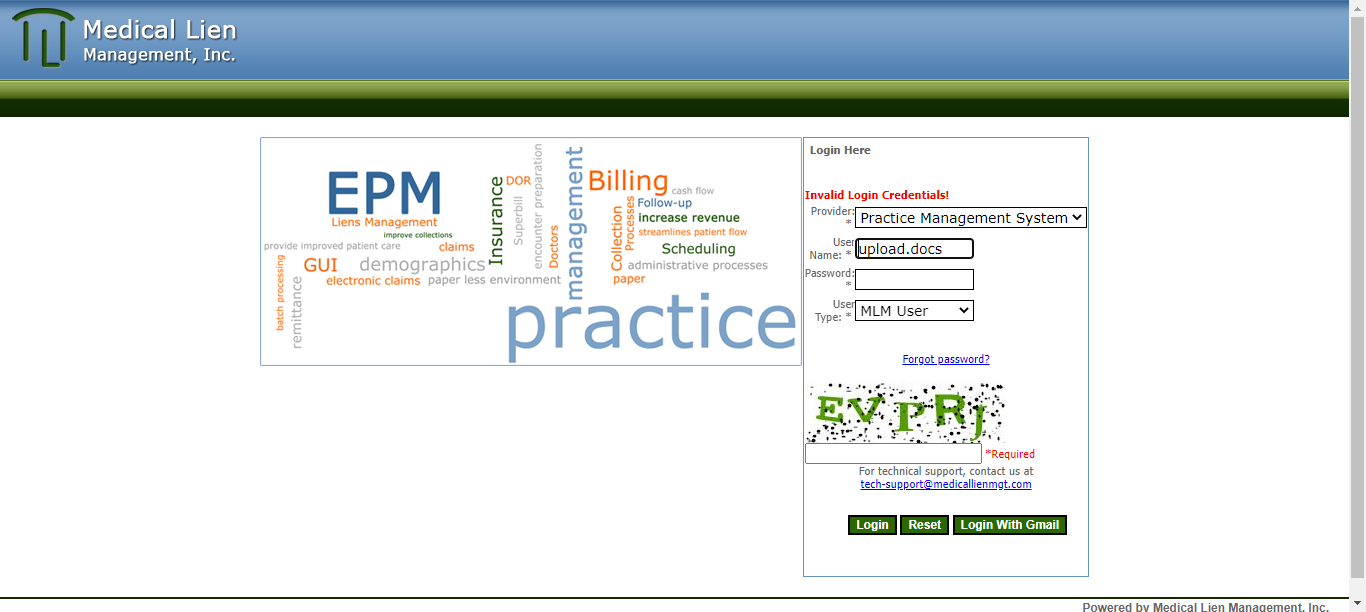 Medical Lien
Management, Inc.
EPM
Liens Management
improve collections
provide improved patient care
claims
GUI
demographics
electronic claims
paper less environment
batch processing
remittance
Insurance
DOR
Superbill
encounter preparation
Doctors
management
Billing
cash flow
Follow-up
increase revenue
streamlines patient flow
Collection
Processes
Scheduling
administrative processes
paper
practice
Login Here
Invalid Login Credentials!
Provider: * Practice Management System
User Name: * upload.docs
Password: *
User Type: * MLM User
Forgot password?
EVPRJ
*Required
For technical support, contact us at
tech-support@medicallienmgt.com
Login Reset Login With Gmail
Powered by Medical Lien Management, Inc.